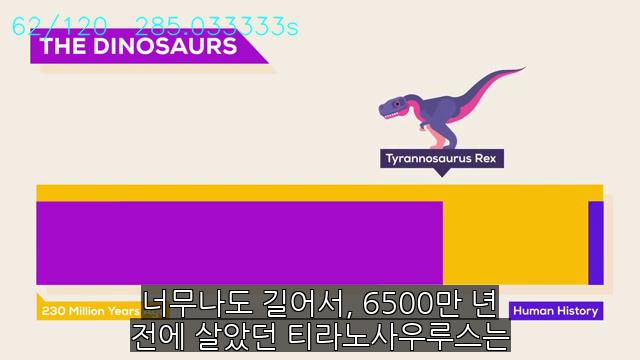 62/120 285.033333s
THE DINOSAURS
Tyrannosaurus Rex
230 Million Years
Human History
너무나도 길어서, 6500만 년
전에 살았던 티라노사우루스는